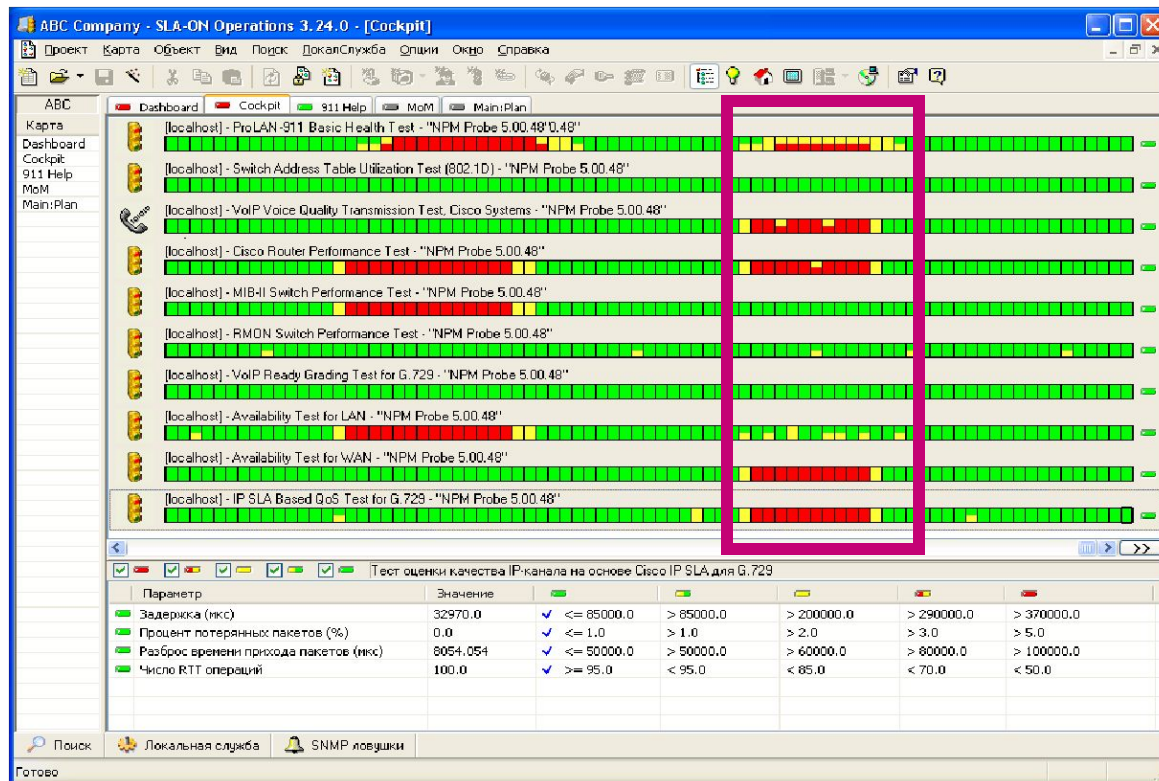 ABC Company - SLA-ON Operations 3.24.0 - [Cockpit]
Проект Карта Объект Вид Поиск ЛокалСлужба Опции Окно Справка
ABC
Dashboard Cockpit 911 Help MoM Main:Plan
Карта
Dashboard
Cockpit
911 Help
MoM
Main:Plan
[localhost] - ProLAN-911 Basic Health Test - "NPM Probe 5.00.48"0.48"
[localhost] - Switch Address Table Utilization Test (802.1D) - "NPM Probe 5.00.48"
[localhost] - VoIP Voice Quality Transmission Test, Cisco Systems - "NPM Probe 5.00.48"
[localhost] - Cisco Router Performance Test - "NPM Probe 5.00.48"
[localhost] - MIB-II Switch Performance Test - "NPM Probe 5.00.48"
[localhost] - RMON Switch Performance Test - "NPM Probe 5.00.48"
[localhost] - VoIP Ready Grading Test for G.729 - "NPM Probe 5.00.48"
[localhost] - Availability Test for LAN - "NPM Probe 5.00.48"
[localhost] - Availability Test for WAN - "NPM Probe 5.00.48"
[localhost] - IP SLA Based QoS Test for G.729 - "NPM Probe 5.00.48"
>>
Тест оценки качества IP-канала на основе Cisco IP SLA для G.729
Параметр Значение
Задержка (мкс) 32970.0 <= 85000.0 > 85000.0 > 200000.0 > 290000.0 > 370000.0
Процент потерянных пакетов (%) 0.0 <= 1.0 > 1.0 > 2.0 > 3.0 > 5.0
Разброс времени прихода пакетов (мкс) 8054.054 <= 50000.0 > 50000.0 > 60000.0 > 80000.0 > 100000.0
Число RTT операций 100.0 >= 95.0 < 95.0 < 85.0 < 70.0 < 50.0
Поиск Локальная служба SNMP ловушки
Готово